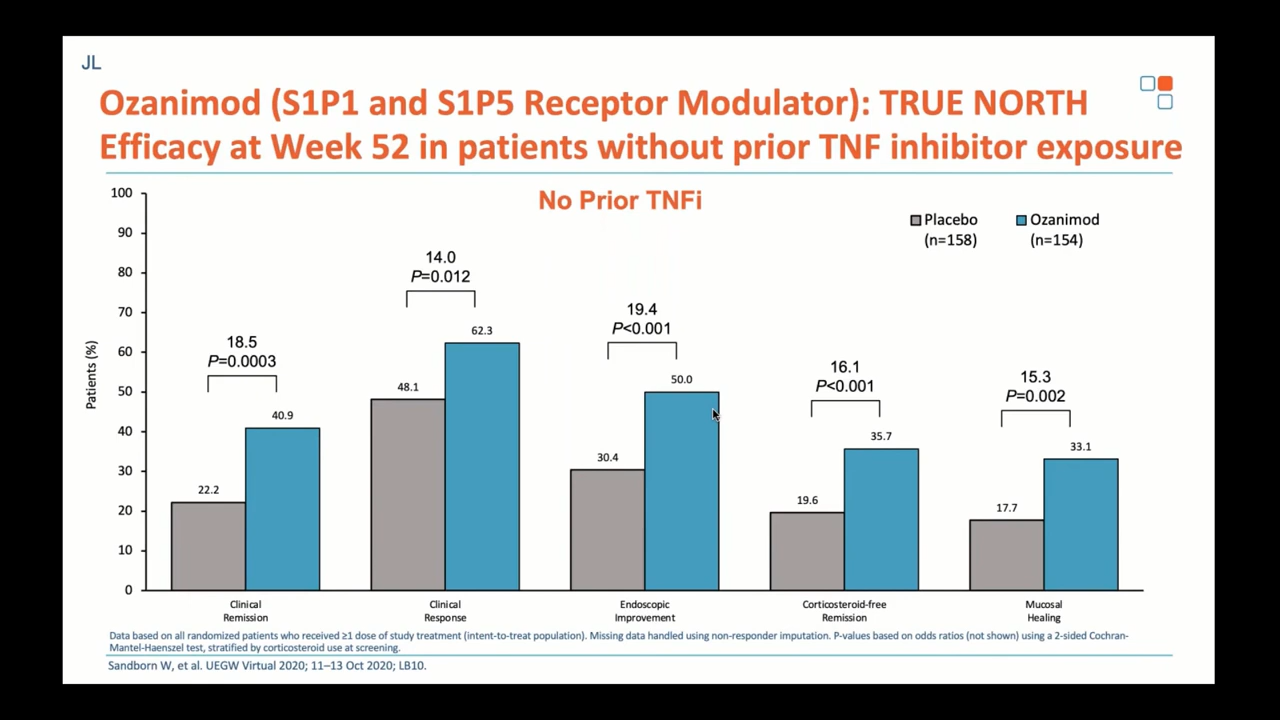 JL
Ozanimod (S1P1 and S1P5 Receptor Modulator): TRUE NORTH
Efficacy at Week 52 in patients without prior TNF inhibitor exposure
No Prior TNFi
Placebo
(n=158)
Ozanimod
(n=154)
Patients (%)
100
90
80
70
60
50
40
30
20
10
0
18.5
P=0.0003
22.2
40.9
14.0
P=0.012
48.1
62.3
19.4
P<0.001
30.4
50.0
16.1
P<0.001
19.6
35.7
15.3
P=0.002
17.7
33.1
Clinical
Remission
Clinical
Response
Endoscopic
Improvement
Corticosteroid-free
Remission
Mucosal
Healing
Data based on all randomized patients who received ≥1 dose of study treatment (intent-to-treat population). Missing data handled using non-responder imputation. P-values based on odds ratios (not shown) using a 2-sided Cochran-
Mantel-Haenszel test, stratified by corticosteroid use at screening.
Sandborn W, et al. UEGW Virtual 2020; 11–13 Oct 2020; LB10.